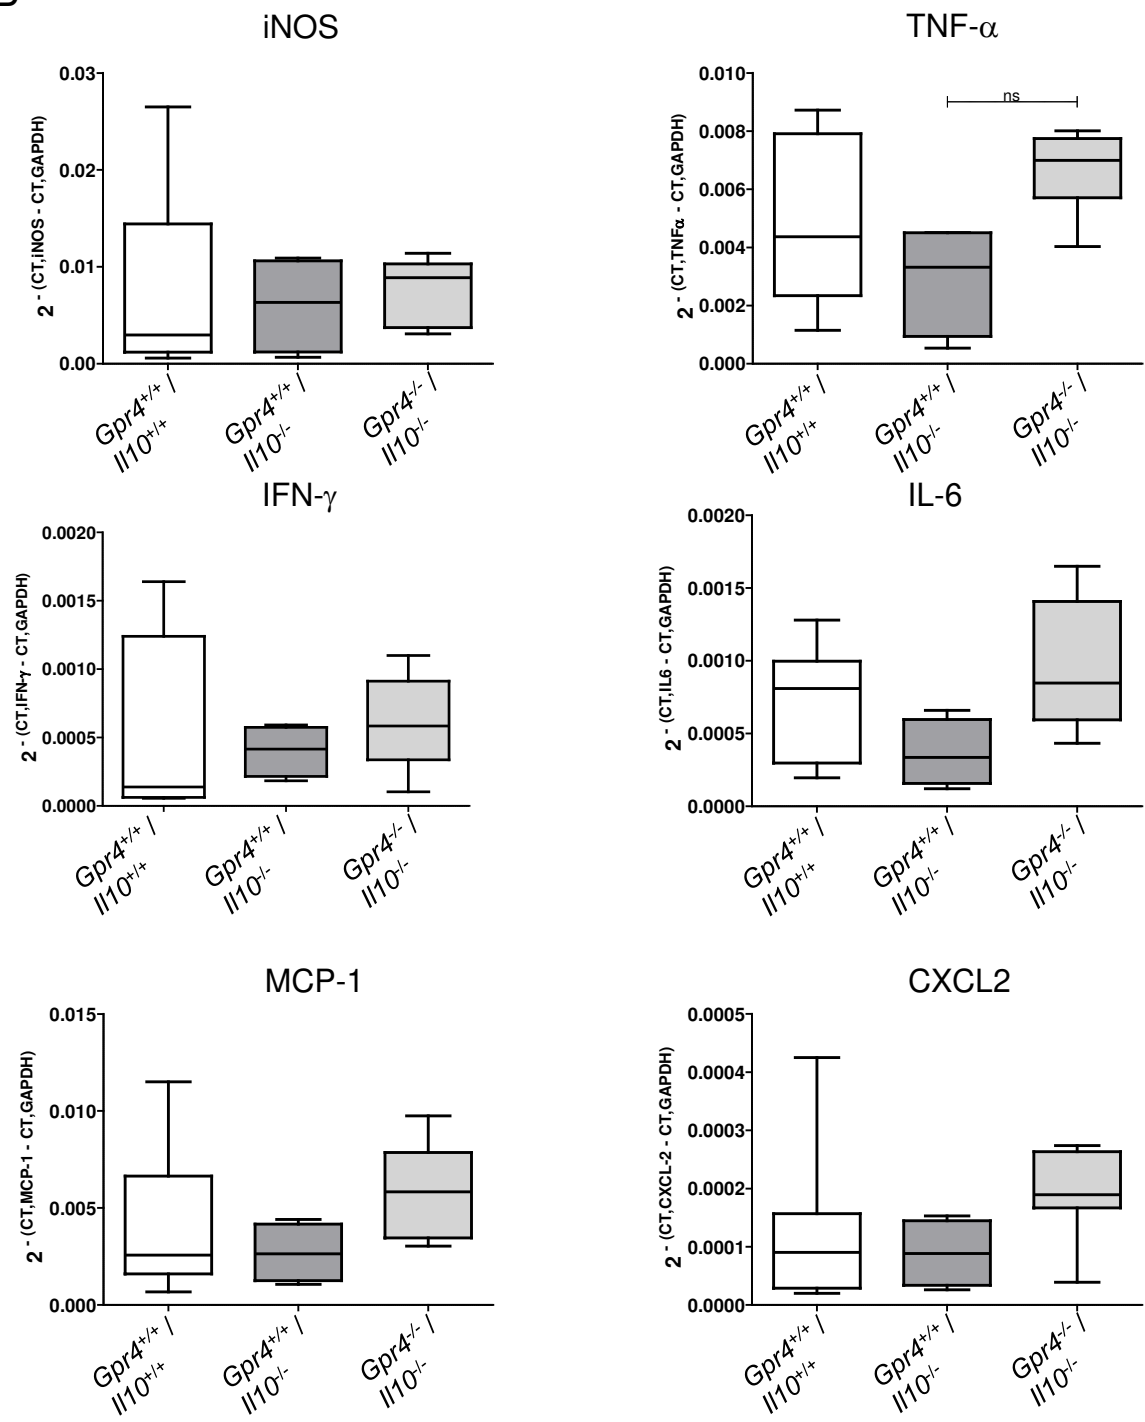 iNOS
2 - (CT,iNOS - CT,GAPDH)
0.03
0.02
0.01
0.00
Gpr4+/+ /
Il10+/+
Gpr4+/+ /
Il10-/-
Gpr4-/- /
Il10-/-
TNF-α
2 - (CT,TNFα - CT,GAPDH)
0.010
0.008
0.006
0.004
0.002
0.000
ns
Gpr4+/+ /
Il10+/+
Gpr4+/+ /
Il10-/-
Gpr4-/- /
Il10-/-
IFN-γ
2 - (CT,IFN-γ - CT,GAPDH)
0.0020
0.0015
0.0010
0.0005
0.0000
Gpr4+/+ /
Il10+/+
Gpr4+/+ /
Il10-/-
Gpr4-/- /
Il10-/-
IL-6
2 - (CT,IL6 - CT,GAPDH)
0.0020
0.0015
0.0010
0.0005
0.0000
Gpr4+/+ /
Il10+/+
Gpr4+/+ /
Il10-/-
Gpr4-/- /
Il10-/-
MCP-1
2 - (CT,MCP-1 - CT,GAPDH)
0.015
0.010
0.005
0.000
Gpr4+/+ /
Il10+/+
Gpr4+/+ /
Il10-/-
Gpr4-/- /
Il10-/-
CXCL2
2 - (CT,CXCL-2 - CT,GAPDH)
0.0005
0.0004
0.0003
0.0002
0.0001
0.0000
Gpr4+/+ /
Il10+/+
Gpr4+/+ /
Il10-/-
Gpr4-/- /
Il10-/-